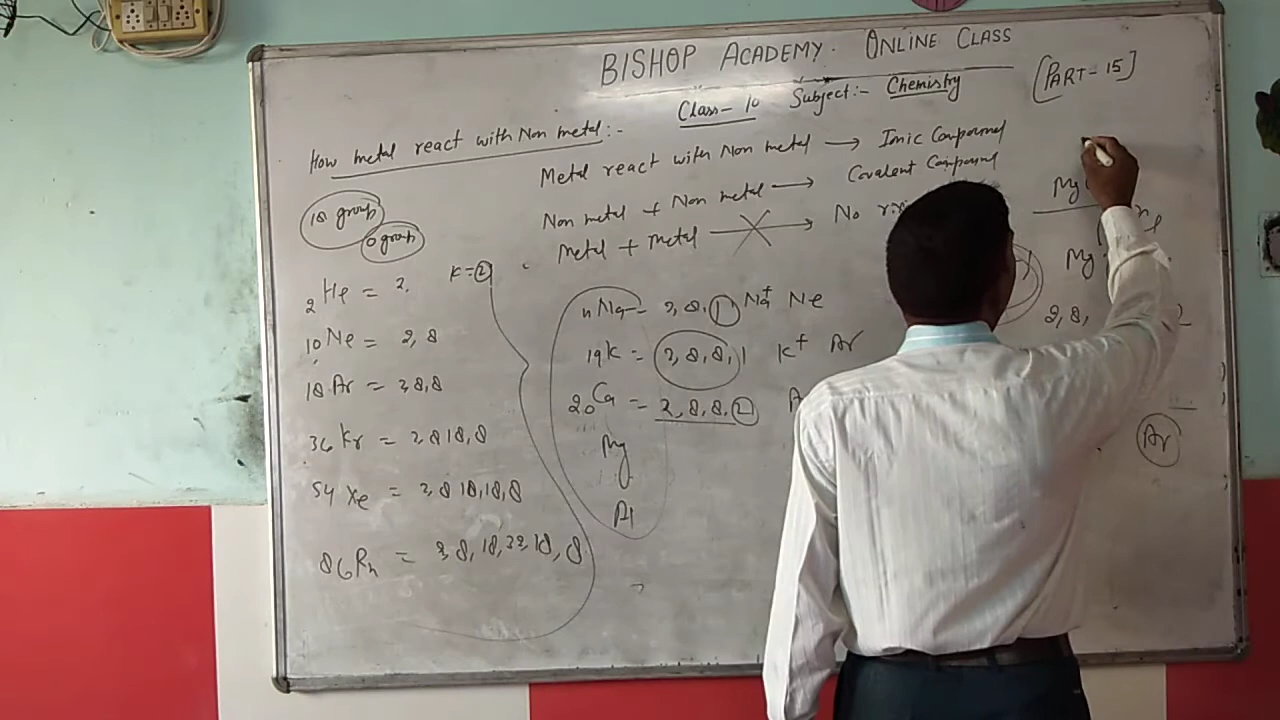 BISHOP ACADEMY. ONLINE CLASS
[PART-15]
Class-10 Subject:- Chemistry
How metal react with Non metal:-
Metal react with Non metal → Ionic Compound
Non metal + Non metal → Covalent Compound
Metal + Metal → No
18 group
0 group
2He = 2. K=2
10Ne = 2,8
18Ar = 2,8,8
36Kr = 2,8,18,8
54Xe = 2,8,18,18,8
86Rn = 2,8,18,32,18,8
11Na = 2,8,1 Na+ Ne
19K = 2,8,8,1 K+ Ar
20Ca = 2,8,8,2 A
Mg
Al
Mg
Mg
2,8,
Ar